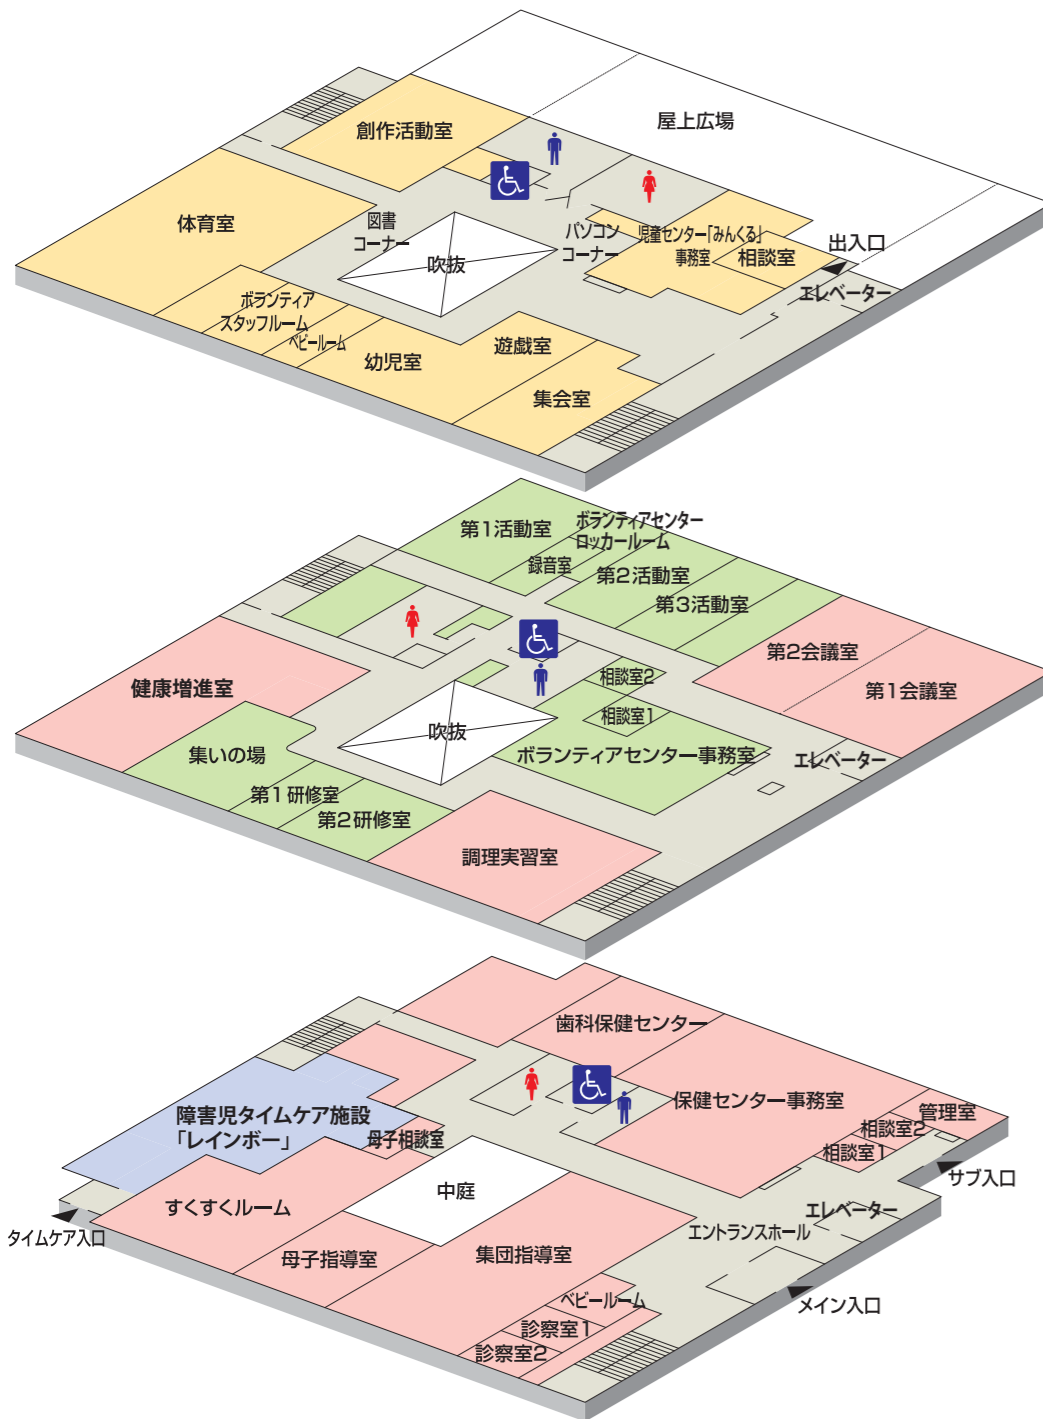 屋上広場
創作活動室
体育室
図書
コーナー
吹抜
パソコン
コーナー
児童センター「みんくる」
事務室
相談室
出入口
エレベーター
ボランティア
スタッフルーム
ベビールーム
幼児室
遊戯室
集会室
第1活動室
ボランティアセンター
ロッカールーム
録音室
第2活動室
第3活動室
第2会議室
第1会議室
健康増進室
相談室2
相談室1
吹抜
集いの場
ボランティアセンター事務室
エレベーター
第1研修室
第2研修室
調理実習室
歯科保健センター
保健センター事務室
管理室
相談室2
相談室1
障害児タイムケア施設
「レインボー」
母子相談室
サブ入口
中庭
すくすくルーム
エレベーター
タイムケア入口
エントランスホール
母子指導室
集団指導室
メイン入口
ベビールーム
診察室1
診察室2